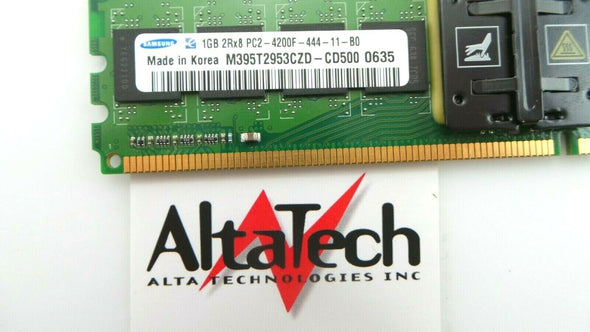 SAMSUNG 1GB 2Rx8 PC2-4200F-444-11-B0
Made in Korea M395T2953CZD-CD500 0635
AltaTech
ALTA TECHNOLOGIES INC